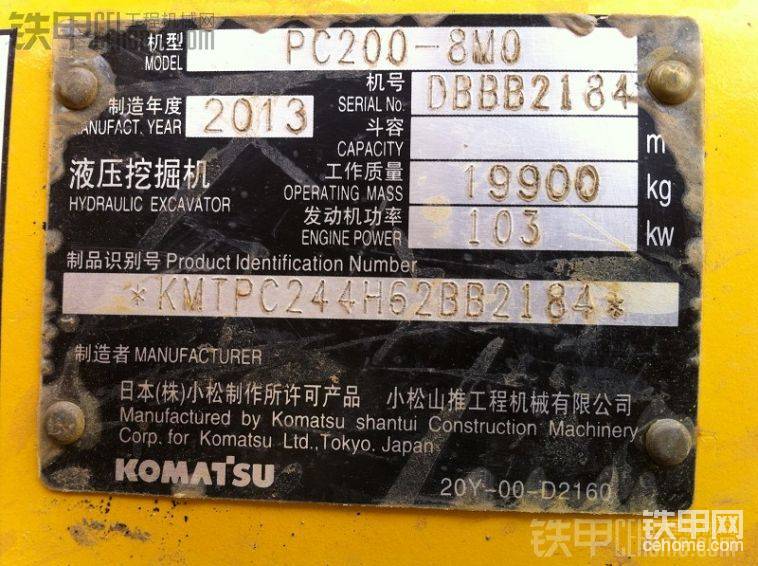 铁甲 工程机械网
机型 PC200-8M0
MODEL
机号 DBBB2184
SERIAL No.
制造年度 2013
MANUFACT. YEAR
斗容 m
CAPACITY
液压挖掘机
HYDRAULIC EXCAVATOR
工作质量 19900 kg
OPERATING MASS
发动机功率 103 kw
ENGINE POWER
制品识别号 Product Identification Number
*KMTPC244H62BB2184*
制造者 MANUFACTURER
日本(株)小松制作所许可产品 小松山推工程机械有限公司
Manufactured by Komatsu shantui Construction Machinery
Corp. for Komatsu Ltd.,Tokyo. Japan
KOMATSU
20Y-00-D2160
铁甲网
cehome.com